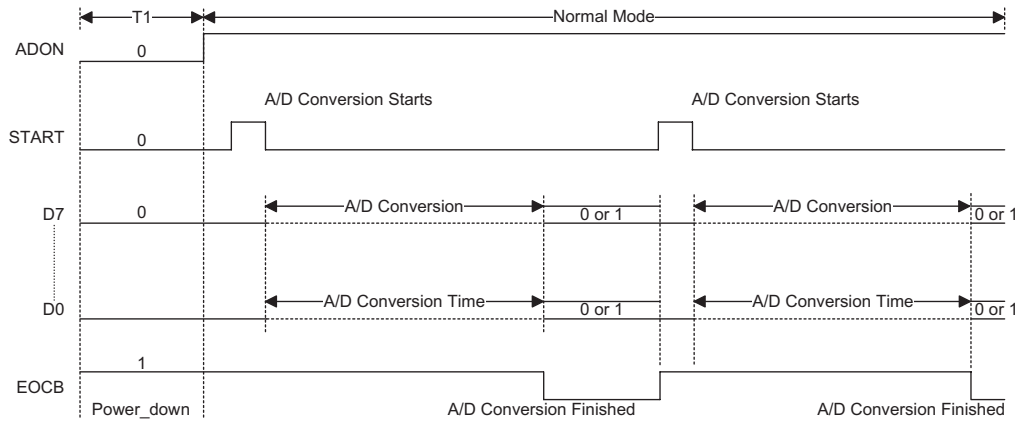 T1 Normal Mode
ADON 0
A/D Conversion Starts A/D Conversion Starts
START 0
D7 0 A/D Conversion 0 or 1 A/D Conversion 0 or 1
D0 A/D Conversion Time 0 or 1 A/D Conversion Time 0 or 1
EOCB 1
Power_down A/D Conversion Finished A/D Conversion Finished